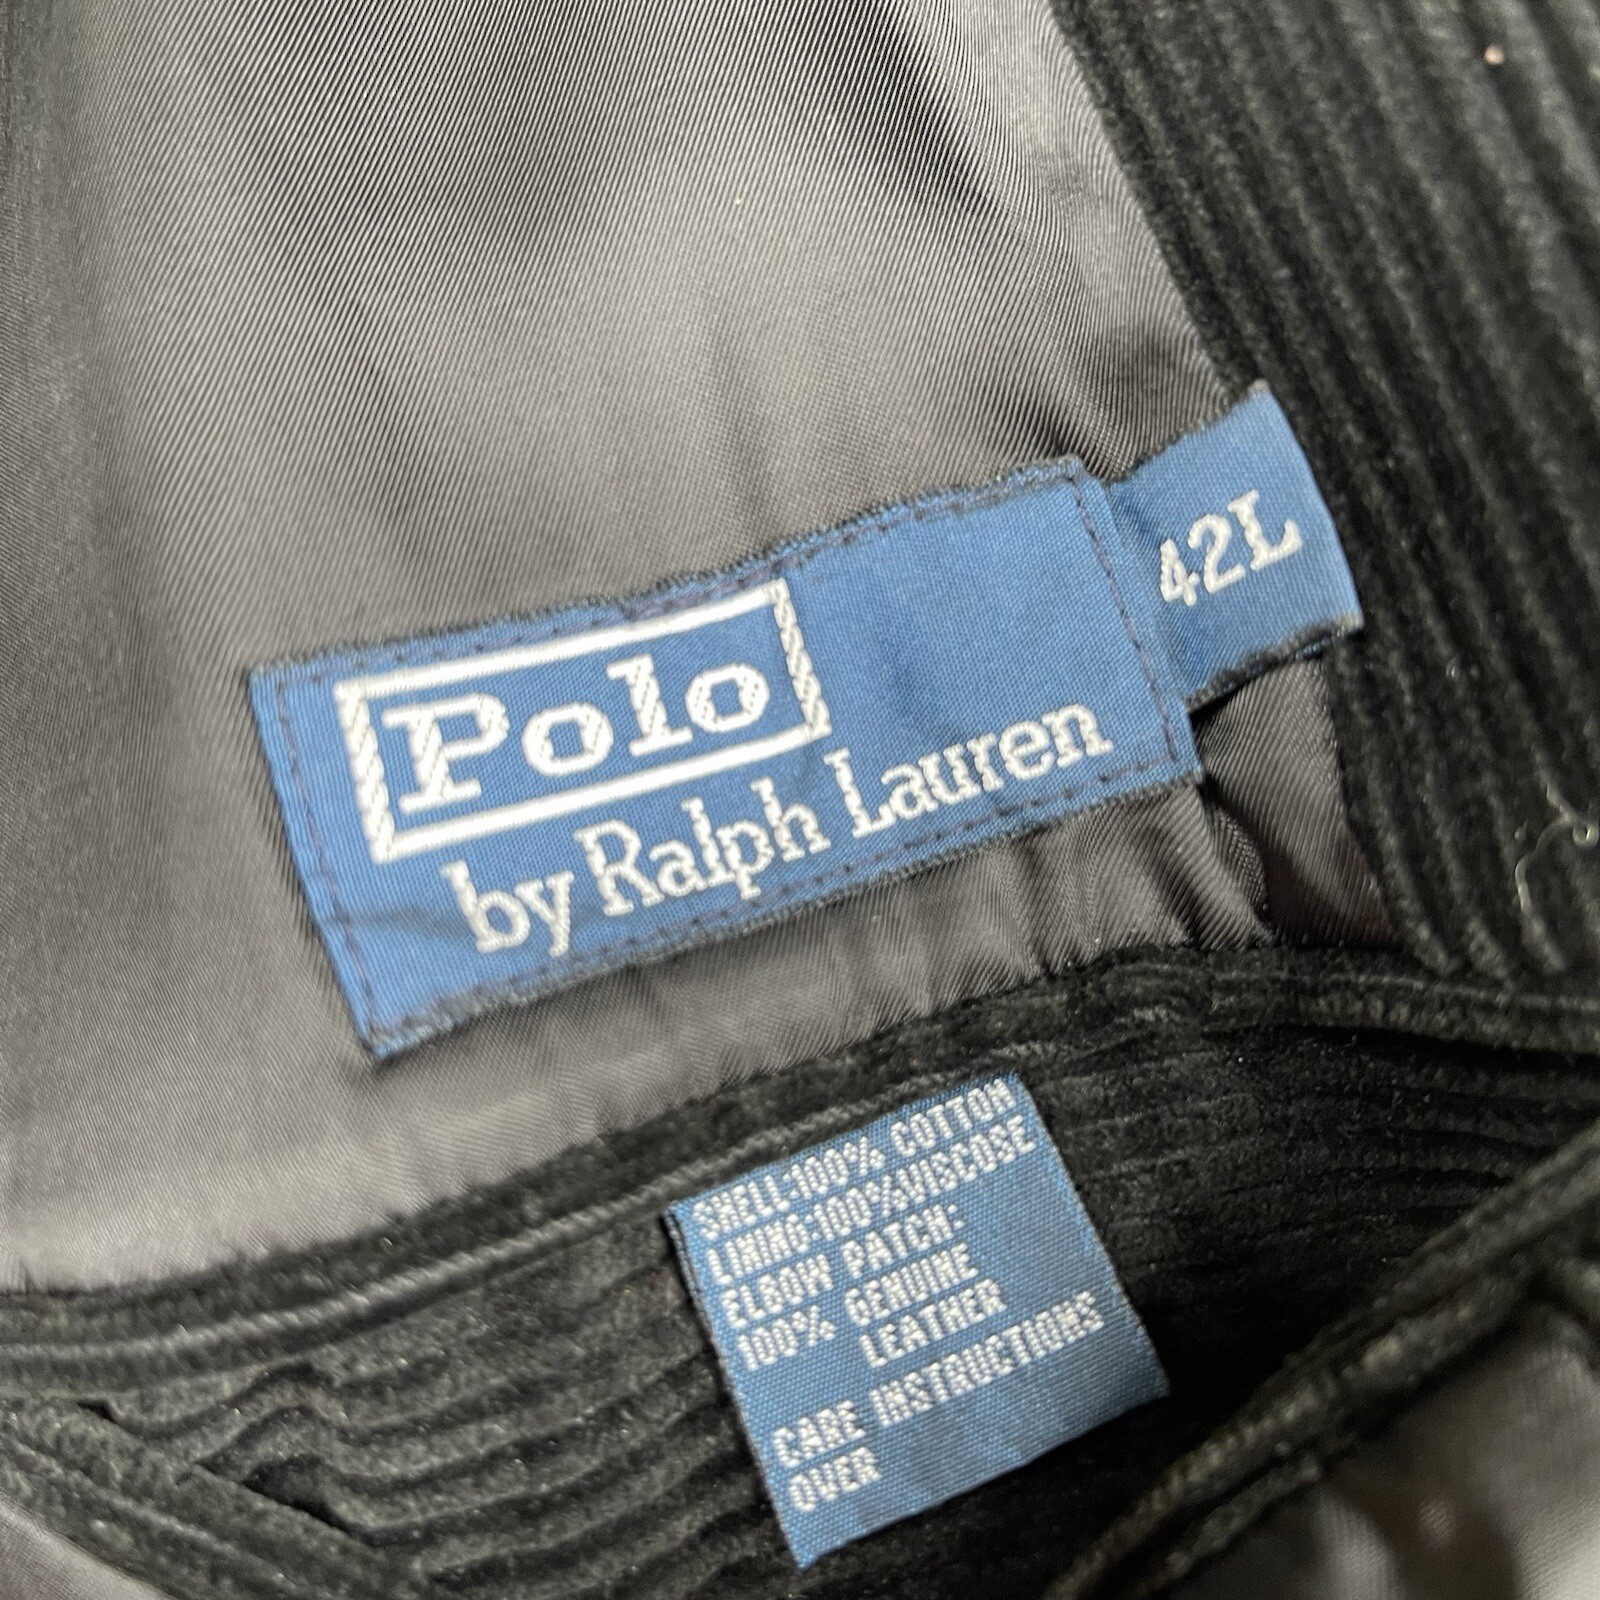 Polo
by Ralph Lauren
42L
SHELL:100% COTTON
LINING:100%VISCOSE
ELBOW PATCH:
100% GENUINE
LEATHER
CARE INSTRUCTIONS
OVER